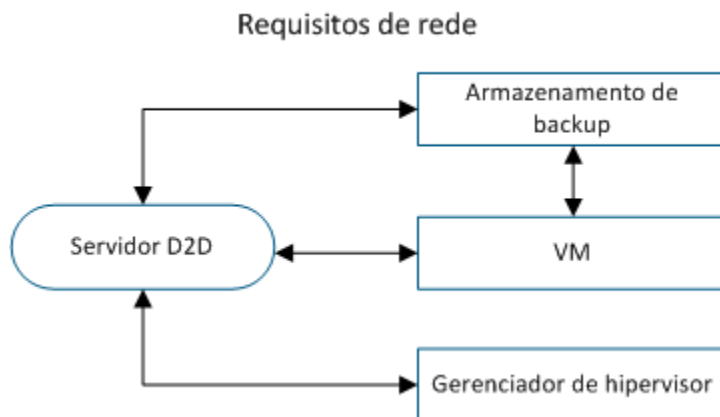 Requisitos de rede
Armazenamento de
backup
Servidor D2D
VM
Gerenciador de hipervisor